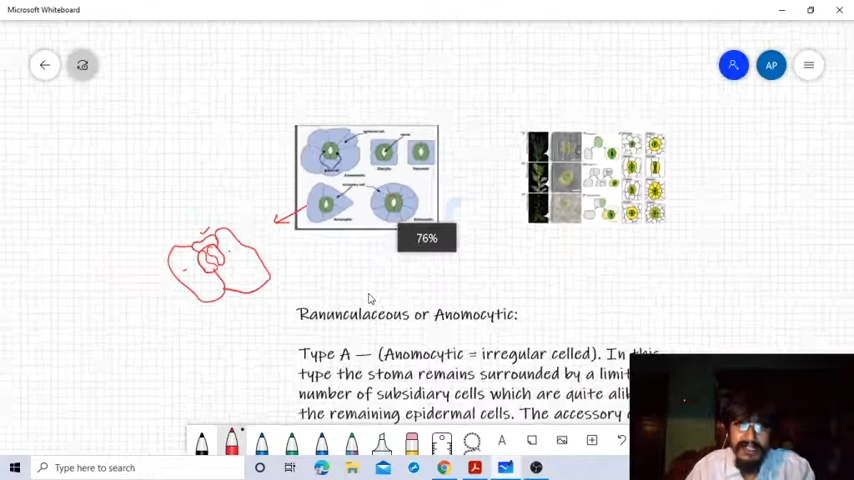 Microsoft Whiteboard
AP
76%
Ranunculaceous or Anomocytic:
Type A — (Anomocytic = irregular celled). In this
type the stoma remains surrounded by a limit
number of subsidiary cells which are quite alik
the remaining epidermal cells. The accessory c
Type here to search